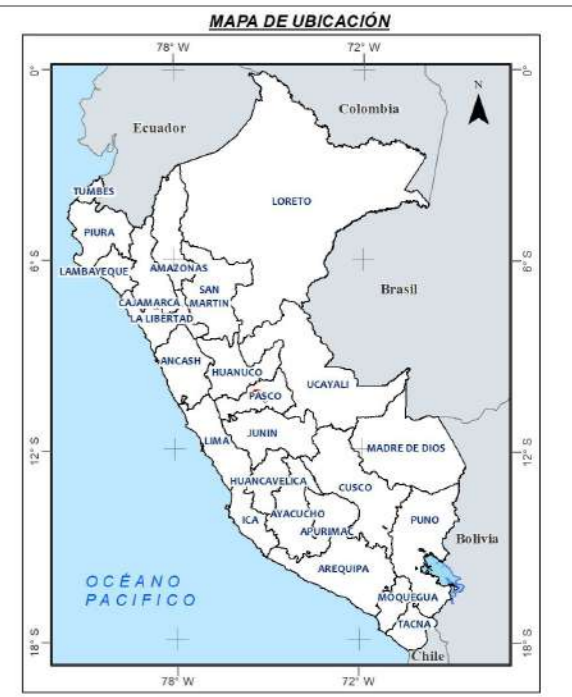 MAPA DE UBICACIÓN
78° W
72° W
0°
0°
N
Colombia
Ecuador
TUMBES
LORETO
PIURA
6° S
6° S
LAMBAYEQUE
AMAZONAS
SAN
MARTIN
Brasil
CAJAMARCA
LA LIBERTAD
ANCASH
HUANUCO
UCAYALI
PASCO
LIMA
JUNIN
12° S
12° S
MADRE DE DIOS
HUANCAVELICA
CUSCO
ICA
AYACUCHO
PUNO
APURIMAC
Bolivia
AREQUIPA
OCÉANO
PACIFICO
MOQUEGUA
TACNA
18° S
18° S
Chile
78° W
72° W